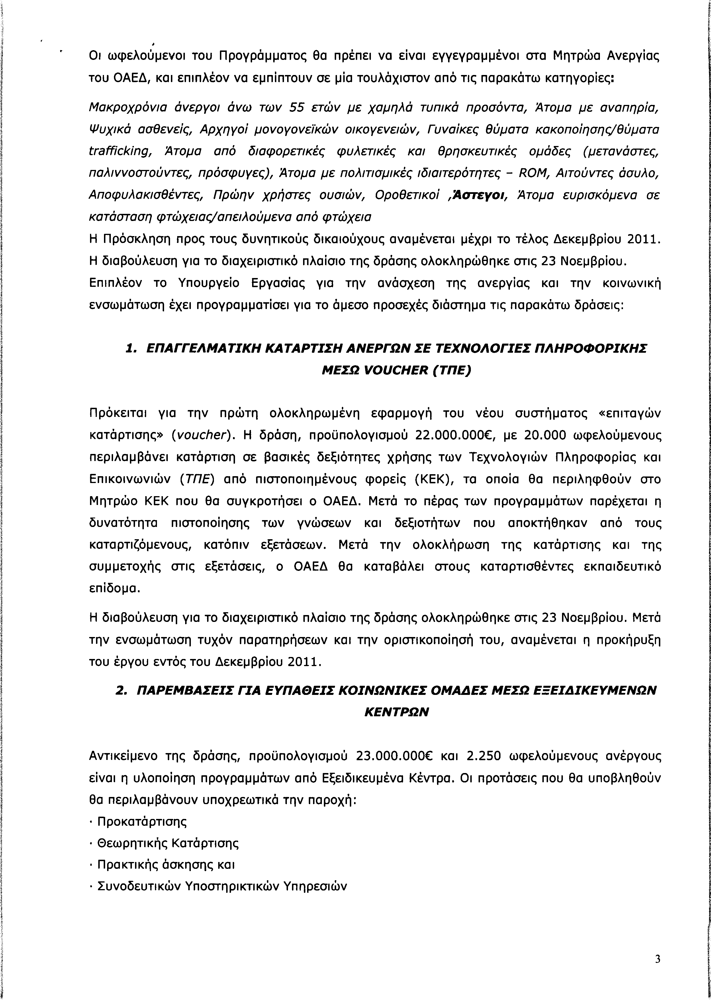 Οι ωφελούμενοι του Προγράμματος θα πρέπει να είναι εγγεγραμμένοι στα Μητρώα Ανεργίας
του ΟΑΕΔ, και επιπλέον να εμπίπτουν σε μία τουλάχιστον από τις παρακάτω κατηγορίες:
Μακροχρόνια άνεργοι άνω των 55 ετών με χαμηλά τυπικά προσόντα, Άτομα με αναπηρία,
Ψυχικά ασθενείς, Αρχηγοί μονογονεϊκών οικογενειών, Γυναίκες θύματα κακοποίησης/θύματα
trafficking, Άτομα από διαφορετικές φυλετικές και θρησκευτικές ομάδες (μετανάστες,
παλιννοστούντες, πρόσφυγες), Άτομα με πολιτισμικές ιδιαιτερότητες – ROM, Αιτούντες άσυλο,
Αποφυλακισθέντες, Πρώην χρήστες ουσιών, Οροθετικοί ,Άστεγοι, Άτομα ευρισκόμενα σε
κατάσταση φτώχειας/απειλούμενα από φτώχεια
Η Πρόσκληση προς τους δυνητικούς δικαιούχους αναμένεται μέχρι το τέλος Δεκεμβρίου 2011.
Η διαβούλευση για το διαχειριστικό πλαίσιο της δράσης ολοκληρώθηκε στις 23 Νοεμβρίου.
Επιπλέον το Υπουργείο Εργασίας για την ανάσχεση της ανεργίας και την κοινωνική
ενσωμάτωση έχει προγραμματίσει για το άμεσο προσεχές διάστημα τις παρακάτω δράσεις:
1. ΕΠΑΓΓΕΛΜΑΤΙΚΗ ΚΑΤΑΡΤΙΣΗ ΑΝΕΡΓΩΝ ΣΕ ΤΕΧΝΟΛΟΓΙΕΣ ΠΛΗΡΟΦΟΡΙΚΗΣ
ΜΕΣΩ VOUCHER (ΤΠΕ)
Πρόκειται για την πρώτη ολοκληρωμένη εφαρμογή του νέου συστήματος «επιταγών
κατάρτισης» (voucher). Η δράση, προϋπολογισμού 22.000.000€, με 20.000 ωφελούμενους
περιλαμβάνει κατάρτιση σε βασικές δεξιότητες χρήσης των Τεχνολογιών Πληροφορίας και
Επικοινωνιών (ΤΠΕ) από πιστοποιημένους φορείς (ΚΕΚ), τα οποία θα περιληφθούν στο
Μητρώο ΚΕΚ που θα συγκροτήσει ο ΟΑΕΔ. Μετά το πέρας των προγραμμάτων παρέχεται η
δυνατότητα πιστοποίησης των γνώσεων και δεξιοτήτων που αποκτήθηκαν από τους
καταρτιζόμενους, κατόπιν εξετάσεων. Μετά την ολοκλήρωση της κατάρτισης και της
συμμετοχής στις εξετάσεις, ο ΟΑΕΔ θα καταβάλει στους καταρτισθέντες εκπαιδευτικό
επίδομα.
Η διαβούλευση για το διαχειριστικό πλαίσιο της δράσης ολοκληρώθηκε στις 23 Νοεμβρίου. Μετά
την ενσωμάτωση τυχόν παρατηρήσεων και την οριστικοποίησή του, αναμένεται η προκήρυξη
του έργου εντός του Δεκεμβρίου 2011.
2. ΠΑΡΕΜΒΑΣΕΙΣ ΓΙΑ ΕΥΠΑΘΕΙΣ ΚΟΙΝΩΝΙΚΕΣ ΟΜΑΔΕΣ ΜΕΣΩ ΕΞΕΙΔΙΚΕΥΜΕΝΩΝ
ΚΕΝΤΡΩΝ
Αντικείμενο της δράσης, προϋπολογισμού 23.000.000€ και 2.250 ωφελούμενους ανέργους
είναι η υλοποίηση προγραμμάτων από Εξειδικευμένα Κέντρα. Οι προτάσεις που θα υποβληθούν
θα περιλαμβάνουν υποχρεωτικά την παροχή:
· Προκατάρτισης
· Θεωρητικής Κατάρτισης
· Πρακτικής άσκησης και
· Συνοδευτικών Υποστηρικτικών Υπηρεσιών
3